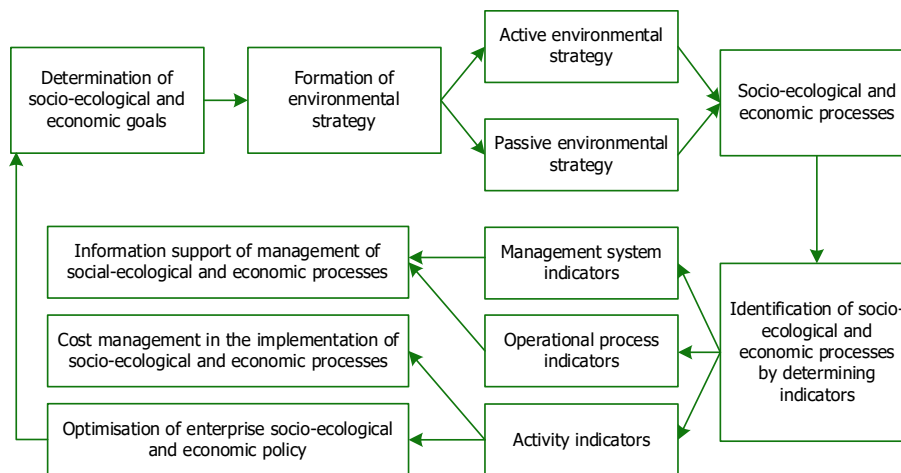 Determination of
socio-ecological and
economic goals
Formation of
environmental
strategy
Active environmental
strategy
Passive environmental
strategy
Socio-ecological and
economic processes
Information support of management of
social-ecological and economic processes
Management system
indicators
Cost management in the implementation of
socio-ecological and economic processes
Operational process
indicators
Identification of socio-
ecological and
economic processes
by determining
indicators
Optimisation of enterprise socio-ecological
and economic policy
Activity indicators